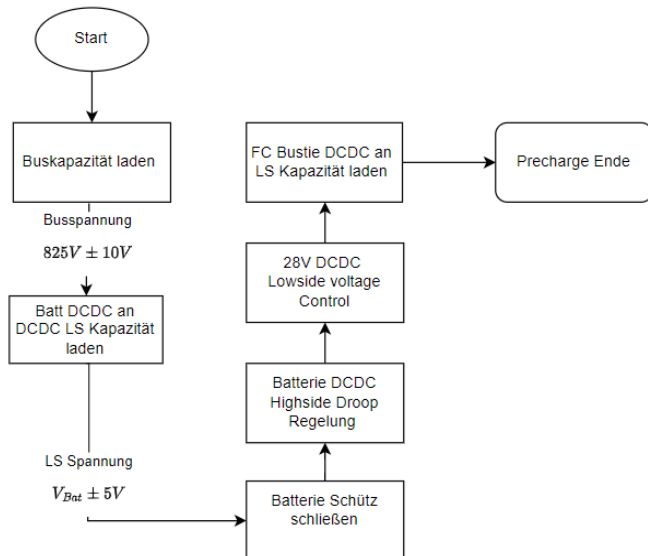 Start
Buskapazität laden
Busspannung
825V ± 10V
Batt DCDC an
DCDC LS Kapazität
laden
LS Spannung
V_{Bat} ± 5V
Batterie Schütz
schließen
Batterie DCDC
Highside Droop
Regelung
28V DCDC
Lowside voltage
Control
FC Bustie DCDC an
LS Kapazität laden
Precharge Ende